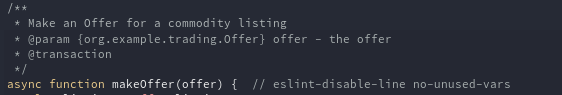 /**
* Make an Offer for a commodity listing
* @param {org.example.trading.Offer} offer - the offer
* @transaction
*/
async function makeOffer(offer) {  // eslint-disable-line no-unused-vars